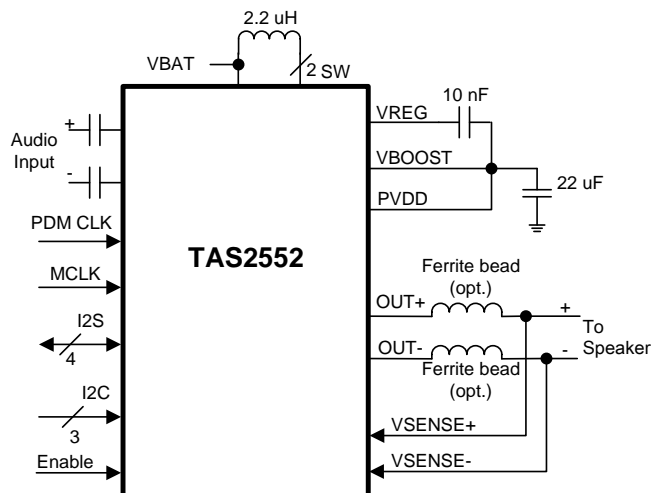 2.2 uH
VBAT
2 SW
10 nF
VREG
+
Audio
Input
-
VBOOST
22 uF
PVDD
PDM CLK
TAS2552
MCLK
Ferrite bead
(opt.)
OUT+
+
To
Speaker
I2S
4
OUT-
-
Ferrite bead
(opt.)
I2C
3
VSENSE+
Enable
VSENSE-